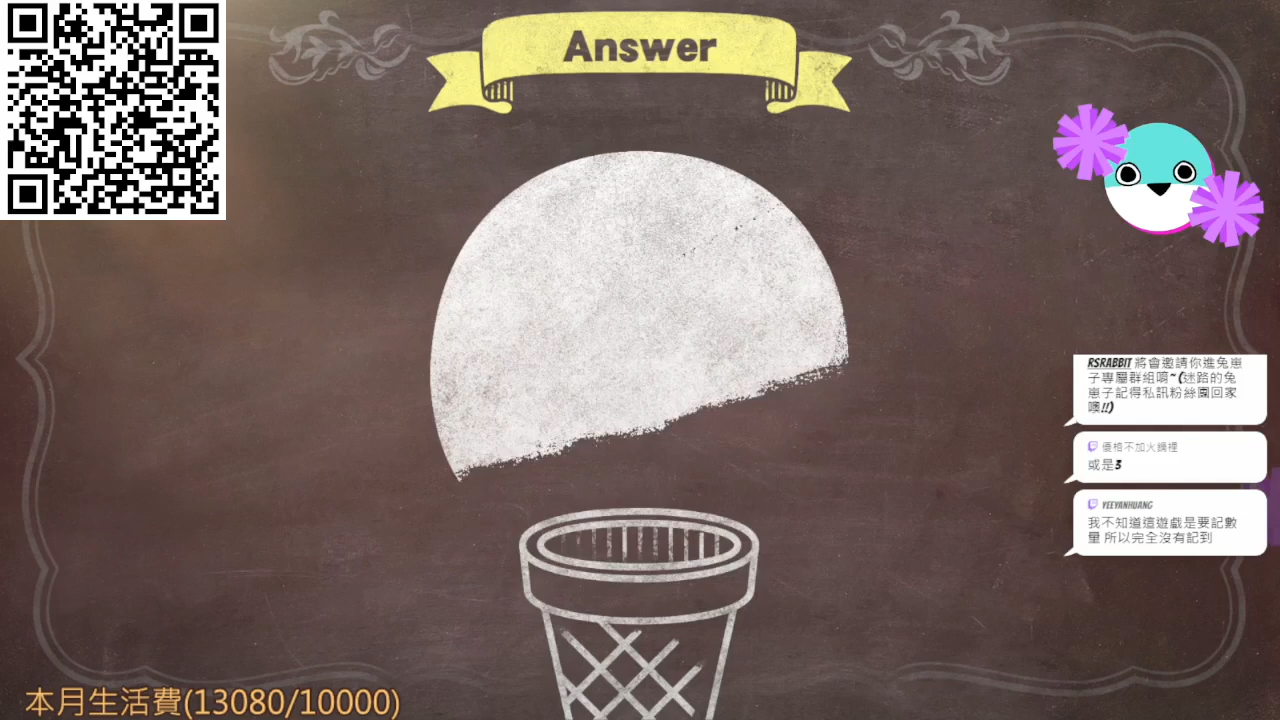 Answer
RSRABBIT 將會邀請你進兔崽
子專屬群組唷~(迷路的兔
崽子記得私訊粉絲團回家
噢!!)
優格不加火鍋裡
或是3
YEEYANHUANG
我不知道這遊戲是要記數
量 所以完全沒有記到
本月生活費(13080/10000)